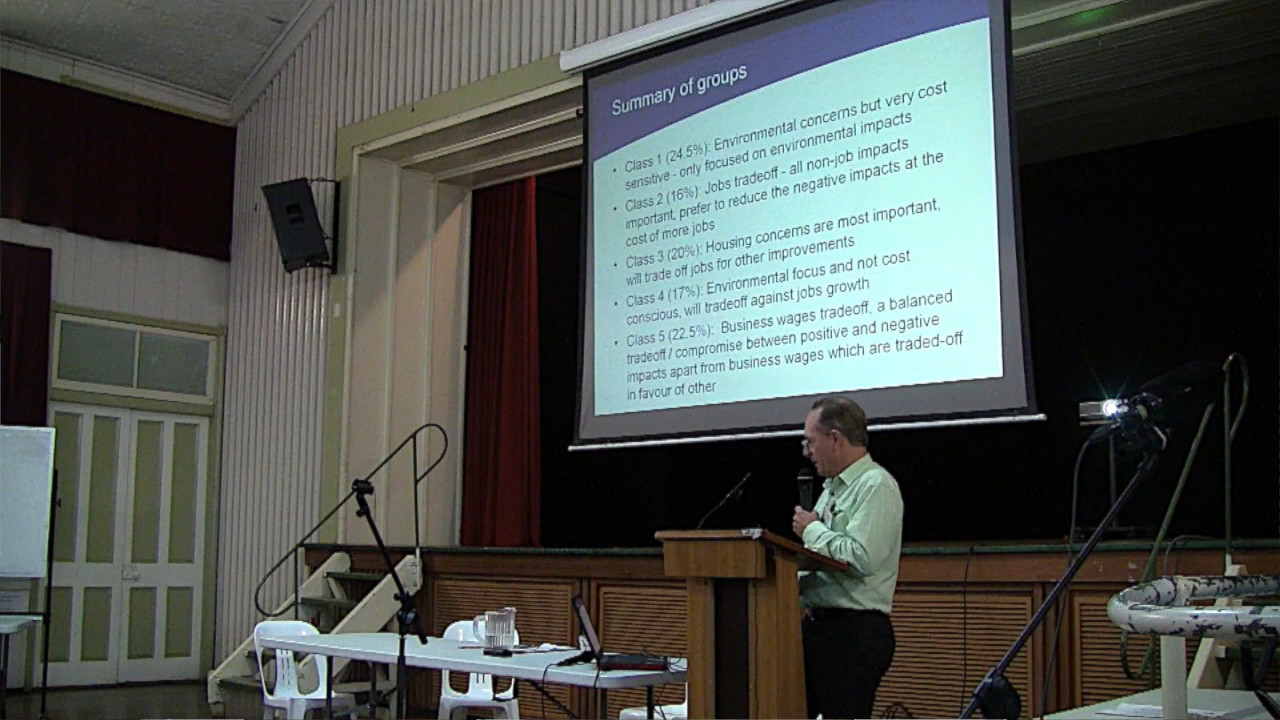 Summary of groups
• Class 1 (24.5%): Environmental concerns but very cost
sensitive - only focused on environmental impacts
• Class 2 (16%): Jobs tradeoff - all non-job impacts
important, prefer to reduce the negative impacts at the
cost of more jobs
• Class 3 (20%): Housing concerns are most important,
will trade off jobs for other improvements
• Class 4 (17%): Environmental focus and not cost
conscious, will tradeoff against jobs growth
• Class 5 (22.5%): Business wages tradeoff, a balanced
tradeoff / compromise between positive and negative
impacts apart from business wages which are traded-off
in favour of other